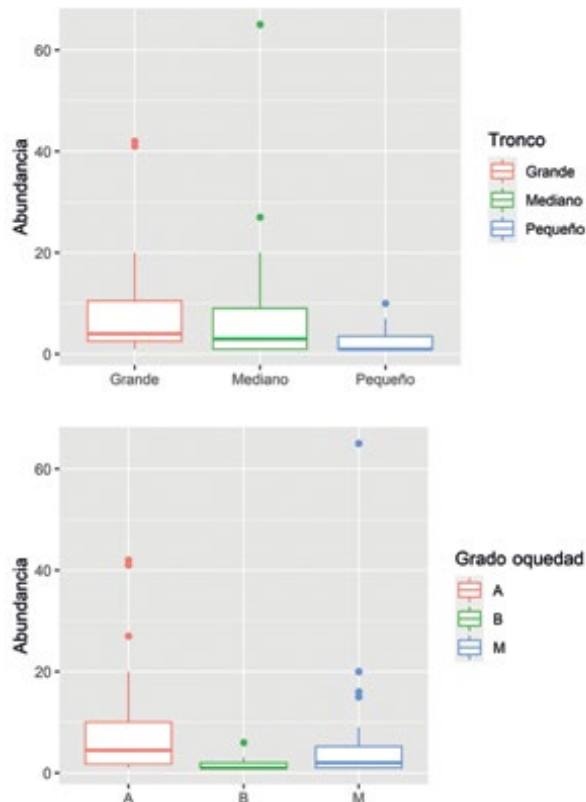 Abundancia
60
40
20
0
Grande
Mediano
Pequeño
Tronco
Grande
Mediano
Pequeño
Abundancia
60
40
20
0
A
B
M
Grado oquedad
A
B
M